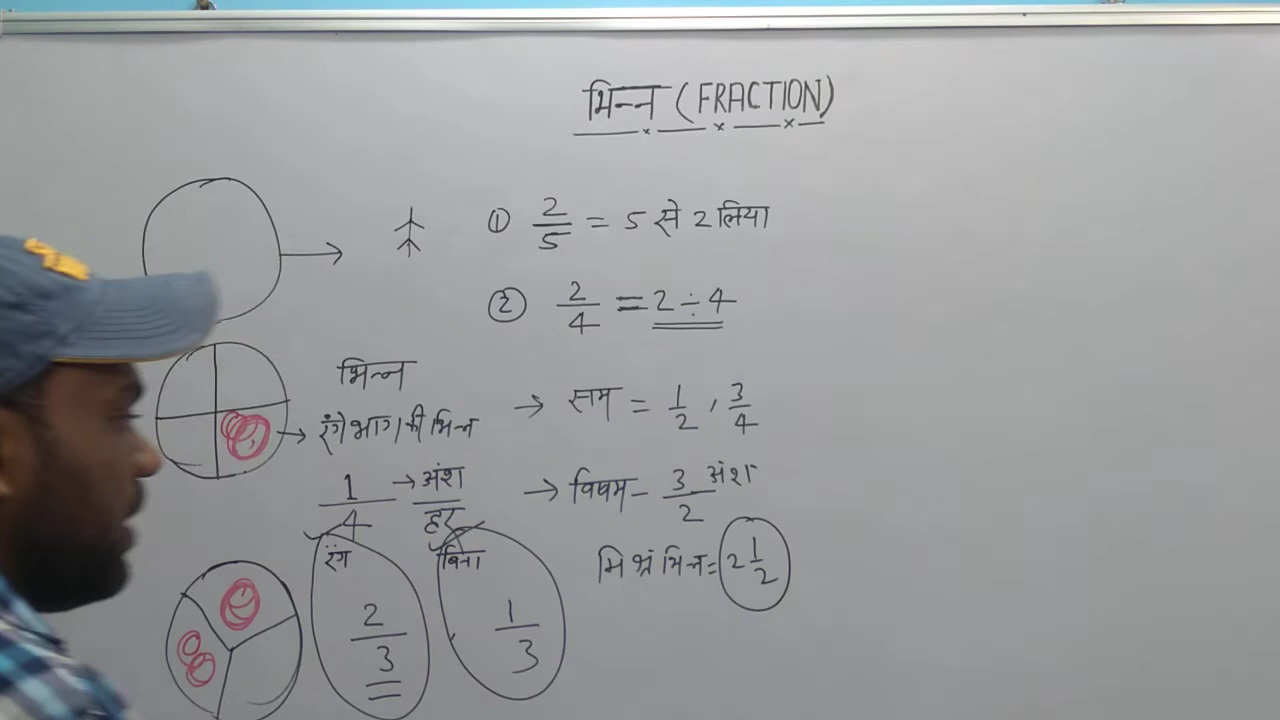 भिन्न (FRACTION)
① 2/5 = 5 से 2 लिया
② 2/4 = 2 ÷ 4
भिन्न
→ रंगे भाग की भिन्न
1/4 → अंश/हर
→ सम = 1/2 , 3/4
→ विषम - 3/2 अंश
मिश्रं भिन्न = 2 1/2
रंग
2/3
बिना
1/3